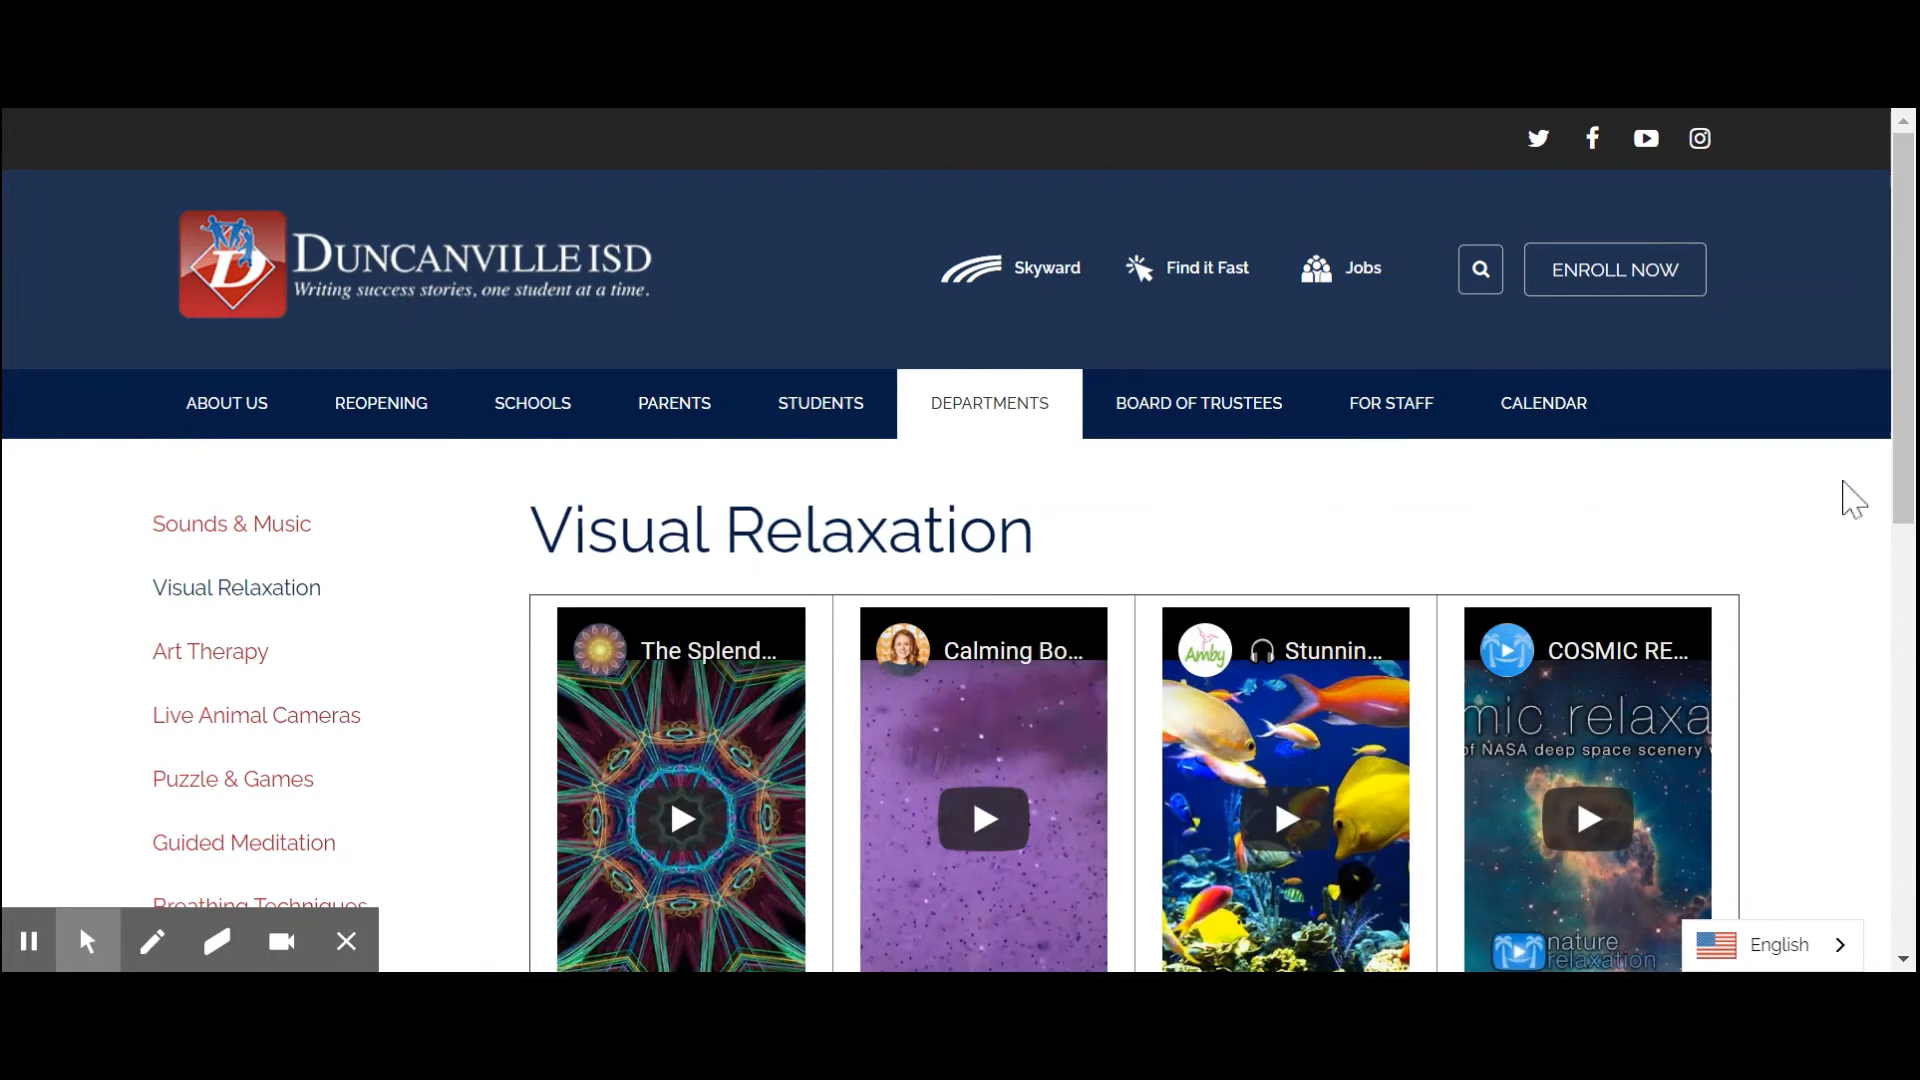 DUNCANVILLE ISD
Writing success stories, one student at a time.
Skyward
Find it Fast
Jobs
ENROLL NOW
ABOUT US
REOPENING
SCHOOLS
PARENTS
STUDENTS
DEPARTMENTS
BOARD OF TRUSTEES
FOR STAFF
CALENDAR
Sounds & Music
Visual Relaxation
Art Therapy
Live Animal Cameras
Puzzle & Games
Guided Meditation
Breathing Techniques
Visual Relaxation
The Splend...
Calming Bo...
Amby
Stunnin...
COSMIC RE...
mic relaxa
of NASA deep space scenery
nature
relaxation
English